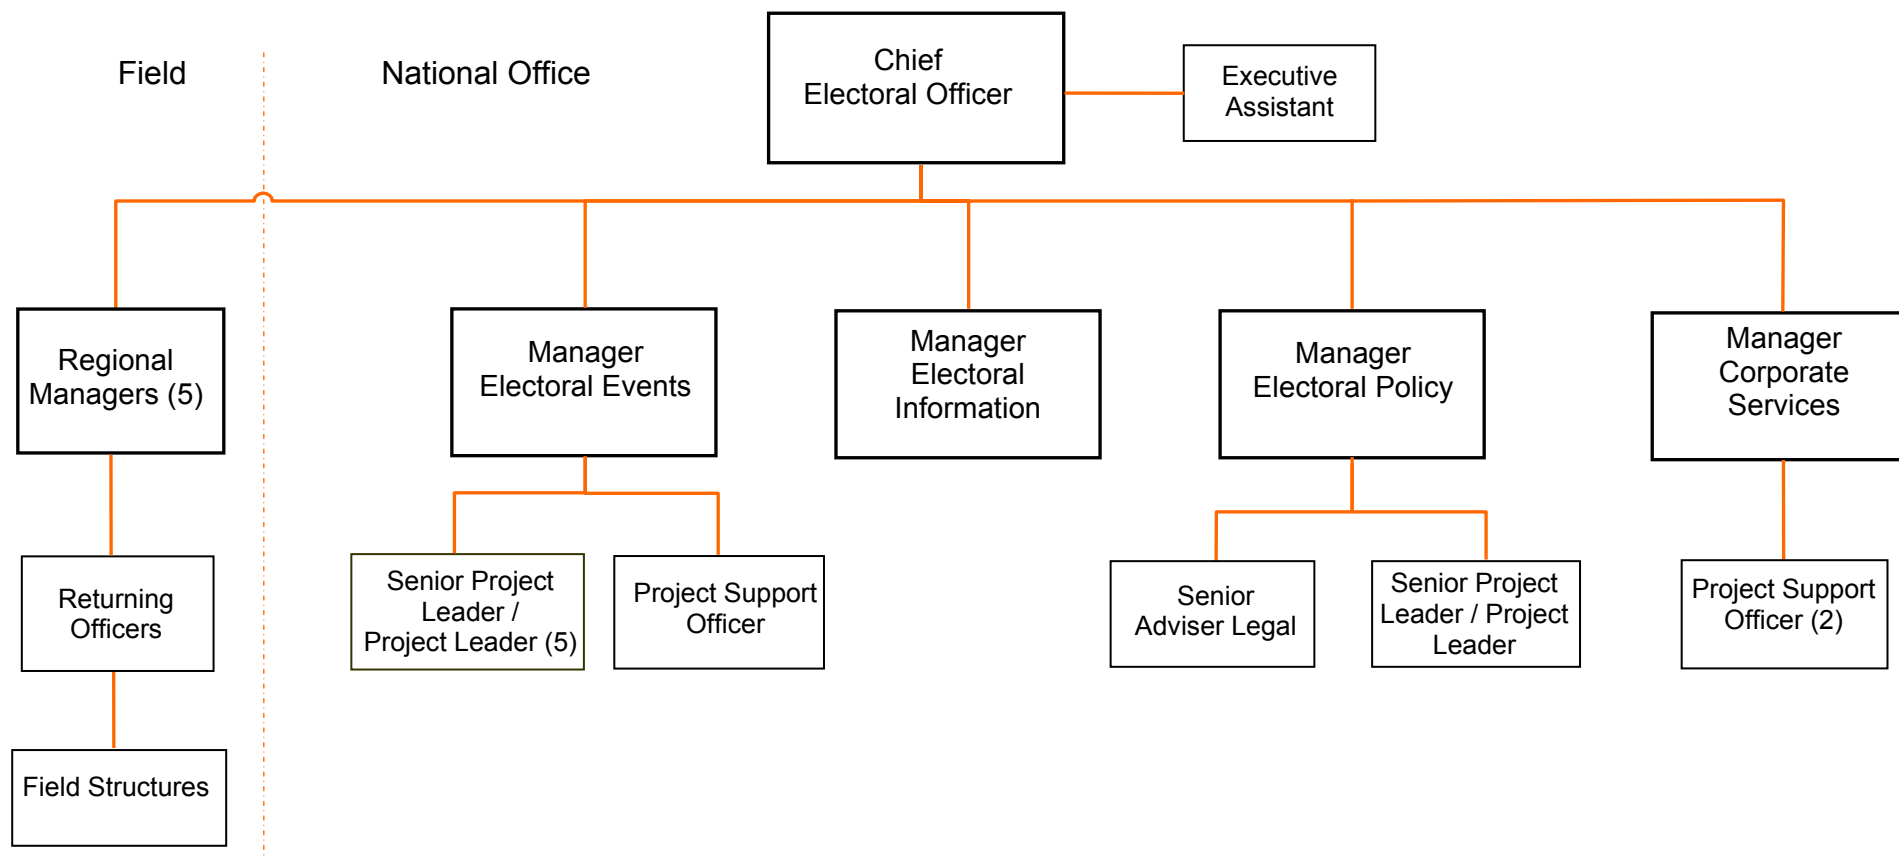 Field
National Office
Chief
Electoral Officer
Executive
Assistant
Regional
Managers (5)
Manager
Electoral Events
Manager
Electoral
Information
Manager
Electoral Policy
Manager
Corporate
Services
Returning
Officers
Senior Project
Leader /
Project Leader (5)
Project Support
Officer
Senior
Adviser Legal
Senior Project
Leader / Project
Leader
Project Support
Officer (2)
Field Structures